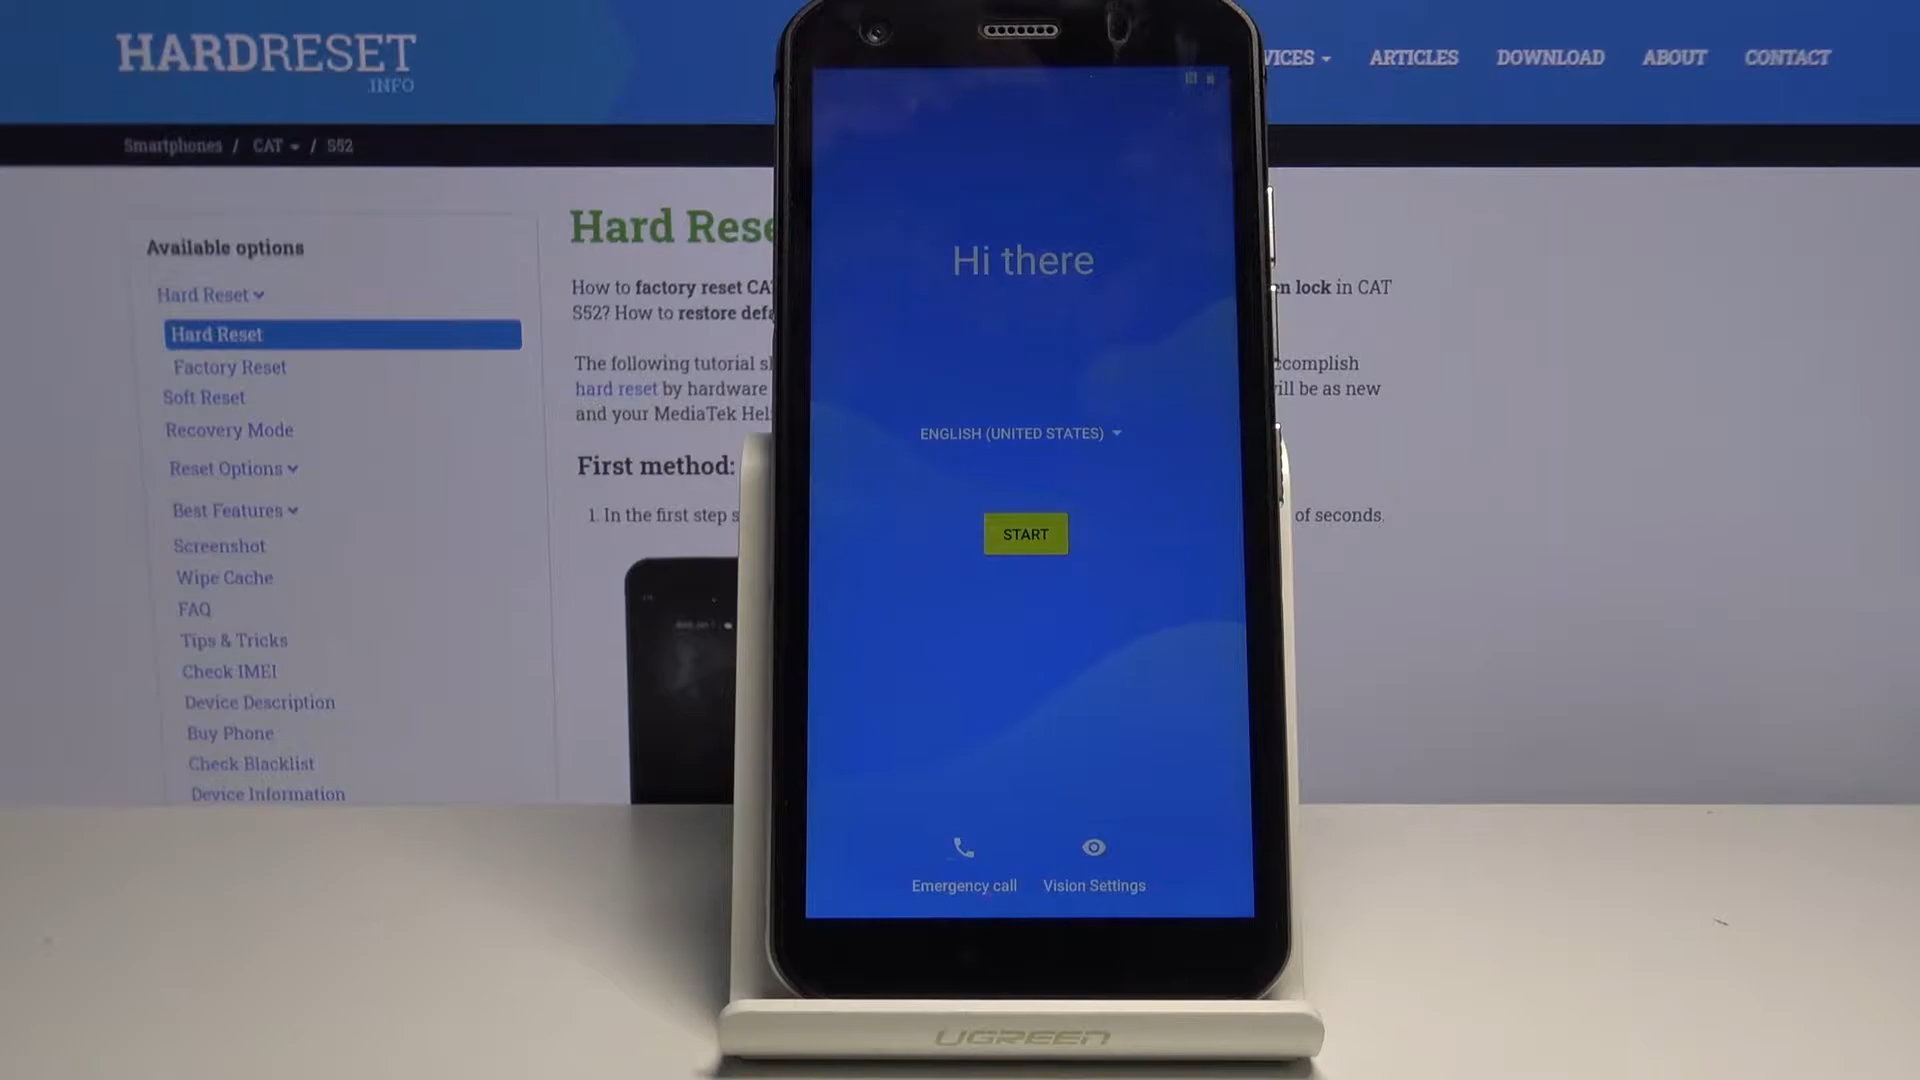 HARDRESET
.INFO
VICES ARTICLES DOWNLOAD ABOUT CONTACT
Smartphones / CAT / S52
Available options
Hard Reset
Hard Reset
Factory Reset
Soft Reset
Recovery Mode
Reset Options
Best Features
Screenshot
Wipe Cache
FAQ
Tips & Tricks
Check IMEI
Device Description
Buy Phone
Check Blacklist
Device Information
Hard Rese
How to factory reset CA en lock in CAT
S52? How to restore defa
The following tutorial s ccomplish
hard reset by hardware ill be as new
and your MediaTek Hel
First method:
1. In the first step s of seconds.
Hi there
ENGLISH (UNITED STATES)
START
Emergency call Vision Settings
UGREEN